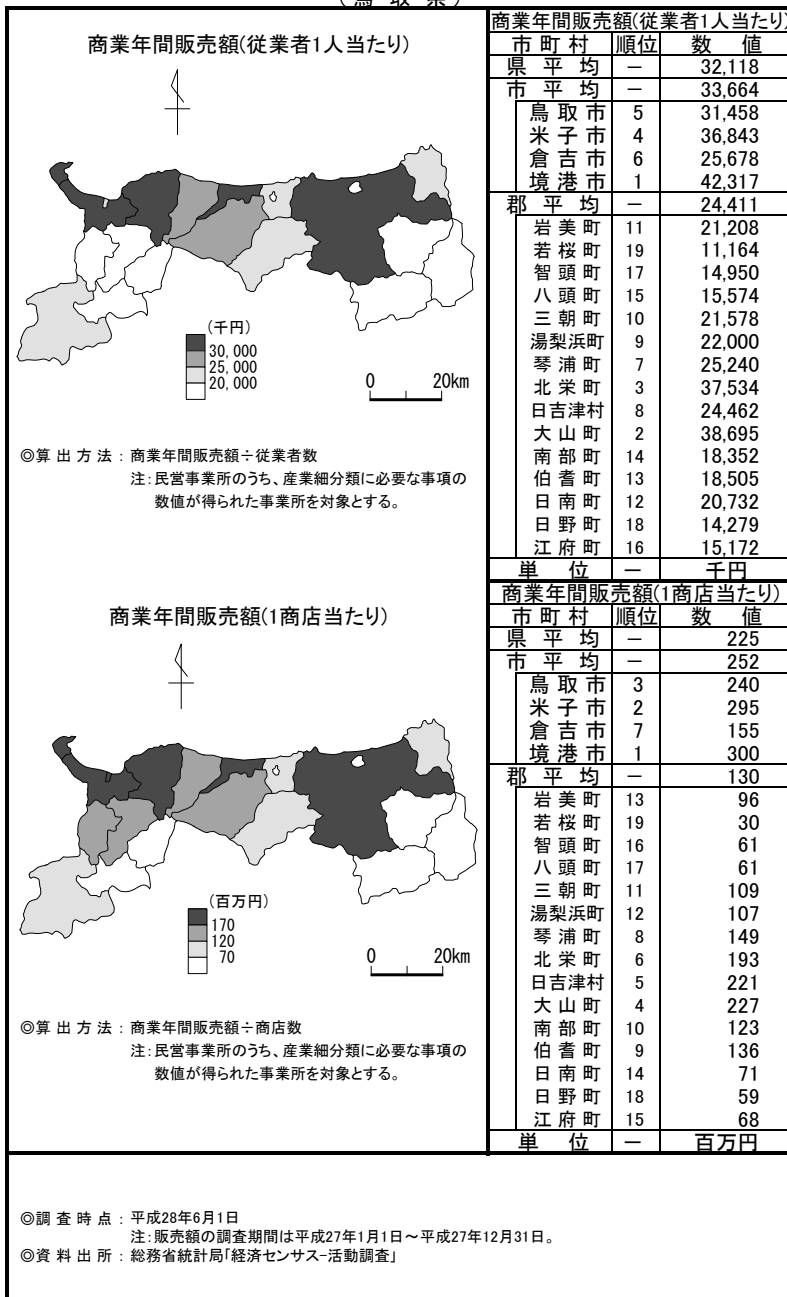 (鳥取県)
商業年間販売額(従業者1人当たり)
(千円)
30,000
25,000
20,000
0 20km
◎算出方法：商業年間販売額÷従業者数
注：民営事業所のうち、産業細分類に必要な事項の
数値が得られた事業所を対象とする。
商業年間販売額(従業者1人当たり)
市町村 順位 数値
県平均 － 32,118
市平均 － 33,664
鳥取市 5 31,458
米子市 4 36,843
倉吉市 6 25,678
境港市 1 42,317
郡平均 － 24,411
岩美町 11 21,208
若桜町 19 11,164
智頭町 17 14,950
八頭町 15 15,574
三朝町 10 21,578
湯梨浜町 9 22,000
琴浦町 7 25,240
北栄町 3 37,534
日吉津村 8 24,462
大山町 2 38,695
南部町 14 18,352
伯耆町 13 18,505
日南町 12 20,732
日野町 18 14,279
江府町 16 15,172
単位 － 千円
商業年間販売額(1商店当たり)
(百万円)
170
120
70
0 20km
◎算出方法：商業年間販売額÷商店数
注：民営事業所のうち、産業細分類に必要な事項の
数値が得られた事業所を対象とする。
商業年間販売額(1商店当たり)
市町村 順位 数値
県平均 － 225
市平均 － 252
鳥取市 3 240
米子市 2 295
倉吉市 7 155
境港市 1 300
郡平均 － 130
岩美町 13 96
若桜町 19 30
智頭町 16 61
八頭町 17 61
三朝町 11 109
湯梨浜町 12 107
琴浦町 8 149
北栄町 6 193
日吉津村 5 221
大山町 4 227
南部町 10 123
伯耆町 9 136
日南町 14 71
日野町 18 59
江府町 15 68
単位 － 百万円
◎調査時点：平成28年6月1日
注：販売額の調査期間は平成27年1月1日～平成27年12月31日。
◎資料出所：総務省統計局「経済センサス-活動調査」